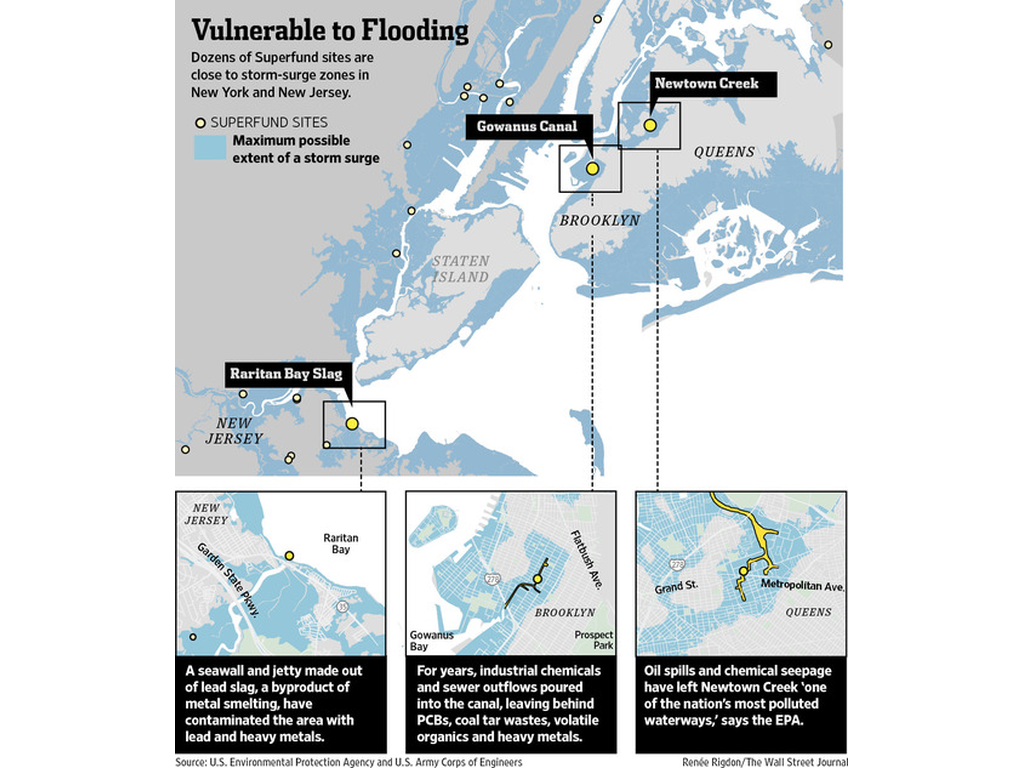 Vulnerable to Flooding
Dozens of Superfund sites are
close to storm-surge zones in
New York and New Jersey.
SUPERFUND SITES
Maximum possible
extent of a storm surge
Newtown Creek
Gowanus Canal
QUEENS
BROOKLYN
STATEN
ISLAND
Raritan Bay Slag
NEW
JERSEY
NEW
JERSEY
Raritan
Bay
Garden State Pkwy.
35
A seawall and jetty made out
of lead slag, a byproduct of
metal smelting, have
contaminated the area with
lead and heavy metals.
278
Flatbush Ave.
BROOKLYN
Gowanus
Bay
Prospect
Park
For years, industrial chemicals
and sewer outflows poured
into the canal, leaving behind
PCBs, coal tar wastes, volatile
organics and heavy metals.
278
Grand St.
Metropolitan Ave.
QUEENS
Oil spills and chemical seepage
have left Newtown Creek ‘one
of the nation’s most polluted
waterways,’ says the EPA.
Source: U.S. Environmental Protection Agency and U.S. Army Corps of Engineers
Renée Rigdon/The Wall Street Journal